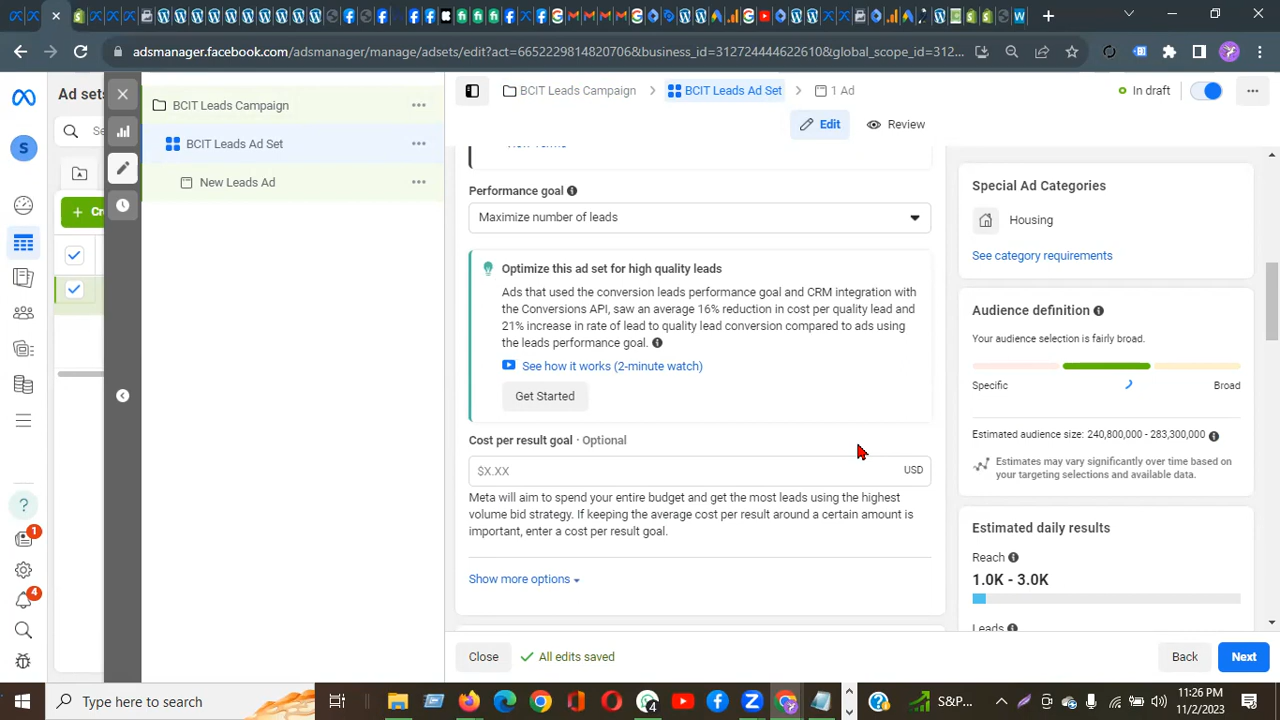 adsmanager.facebook.com/adsmanager/manage/adsets/edit?act=6652229814820706&business_id=3127244446226​10&global_scope_id=312...
Ad sets
BCIT Leads Campaign
BCIT Leads Ad Set
New Leads Ad
BCIT Leads Campaign
BCIT Leads Ad Set
1 Ad
In draft
Edit
Review
Performance goal
Maximize number of leads
Optimize this ad set for high quality leads
Ads that used the conversion leads performance goal and CRM integration with
the Conversions API, saw an average 16% reduction in cost per quality lead and
21% increase in rate of lead to quality lead conversion compared to ads using
the leads performance goal.
See how it works (2-minute watch)
Get Started
Cost per result goal · Optional
$X.XX
USD
Meta will aim to spend your entire budget and get the most leads using the highest
volume bid strategy. If keeping the average cost per result around a certain amount is
important, enter a cost per result goal.
Show more options
Close
All edits saved
Back
Next
Special Ad Categories
Housing
See category requirements
Audience definition
Your audience selection is fairly broad.
Specific
Broad
Estimated audience size: 240,800,000 - 283,300,000
Estimates may vary significantly over time based on
your targeting selections and available data.
Estimated daily results
Reach
1.0K - 3.0K
Leads
S
1
4
Type here to search
4
S&P...
11:26 PM
11/2/2023